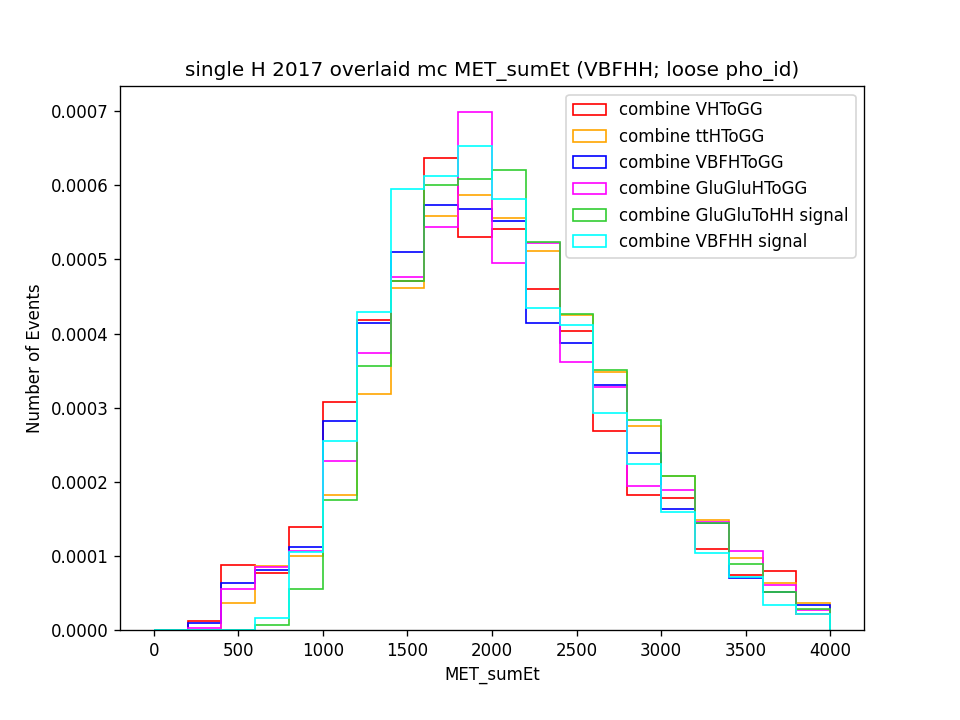 single H 2017 overlaid mc MET_sumEt (VBFHH; loose pho_id)
combine VHToGG
combine ttHToGG
combine VBFHToGG
combine GluGluHToGG
combine GluGluToHH signal
combine VBFHH signal
Number of Events
0.0007
0.0006
0.0005
0.0004
0.0003
0.0002
0.0001
0.0000
0 500 1000 1500 2000 2500 3000 3500 4000
MET_sumEt